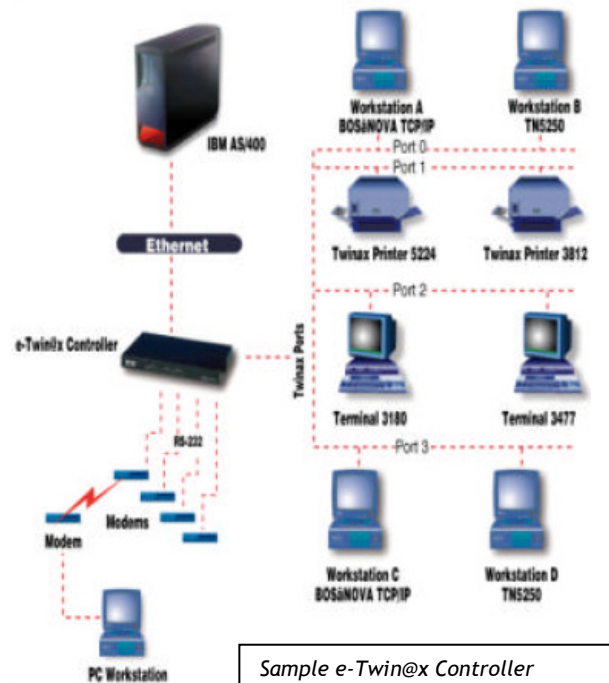 IBM AS/400
Ethernet
e-Twin@x Controller
RS-232
Modems
Modem
PC Workstation
Twinax Ports
Workstation A
BOSâNOVA TCP/IP
Workstation B
TN5250
Port 0
Port 1
Twinax Printer 5224
Twinax Printer 3812
Port 2
Terminal 3180
Terminal 3477
Port 3
Workstation C
BOSâNOVA TCP/IP
Workstation D
TN5250
Sample e-Twin@x Controller